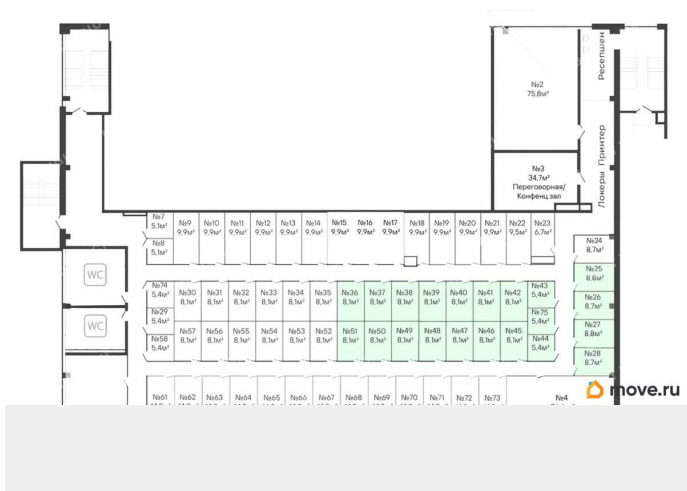 №2
75,8м²
Ресепшен
Принтер
Локеры
№3
34,7м²
Переговорная/
Конфенц зал
№7
5,1м²
№8
5,1м²
№9 №10 №11 №12 №13 №14 №15 №16 №17 №18 №19 №20 №21 №22 №23
9,9м² 9,9м² 9,9м² 9,9м² 9,9м² 9,9м² 9,9м² 9,9м² 9,9м² 9,9м² 9,9м² 9,9м² 9,9м² 9,5м² 6,7м²
№24
8,7м²
№25
8,8м²
№26
8,7м²
№27
8,8м²
№28
8,7м²
WC
WC
№74
5,4м²
№29
5,4м²
№58
5,4м²
№30 №31 №32 №33 №34 №35 №36 №37 №38 №39 №40 №41 №42
8,1м² 8,1м² 8,1м² 8,1м² 8,1м² 8,1м² 8,1м² 8,1м² 8,1м² 8,1м² 8,1м² 8,1м² 8,1м²
№43
5,4м²
№75
5,4м²
№44
5,4м²
№57 №56 №55 №54 №53 №52 №51 №50 №49 №48 №47 №46 №45
8,1м² 8,1м² 8,1м² 8,1м² 8,1м² 8,1м² 8,1м² 8,1м² 8,1м² 8,1м² 8,1м² 8,1м² 8,1м²
№61 №62 №63 №64 №65 №66 №67 №68 №69 №70 №71 №72 №73 №4
move.ru